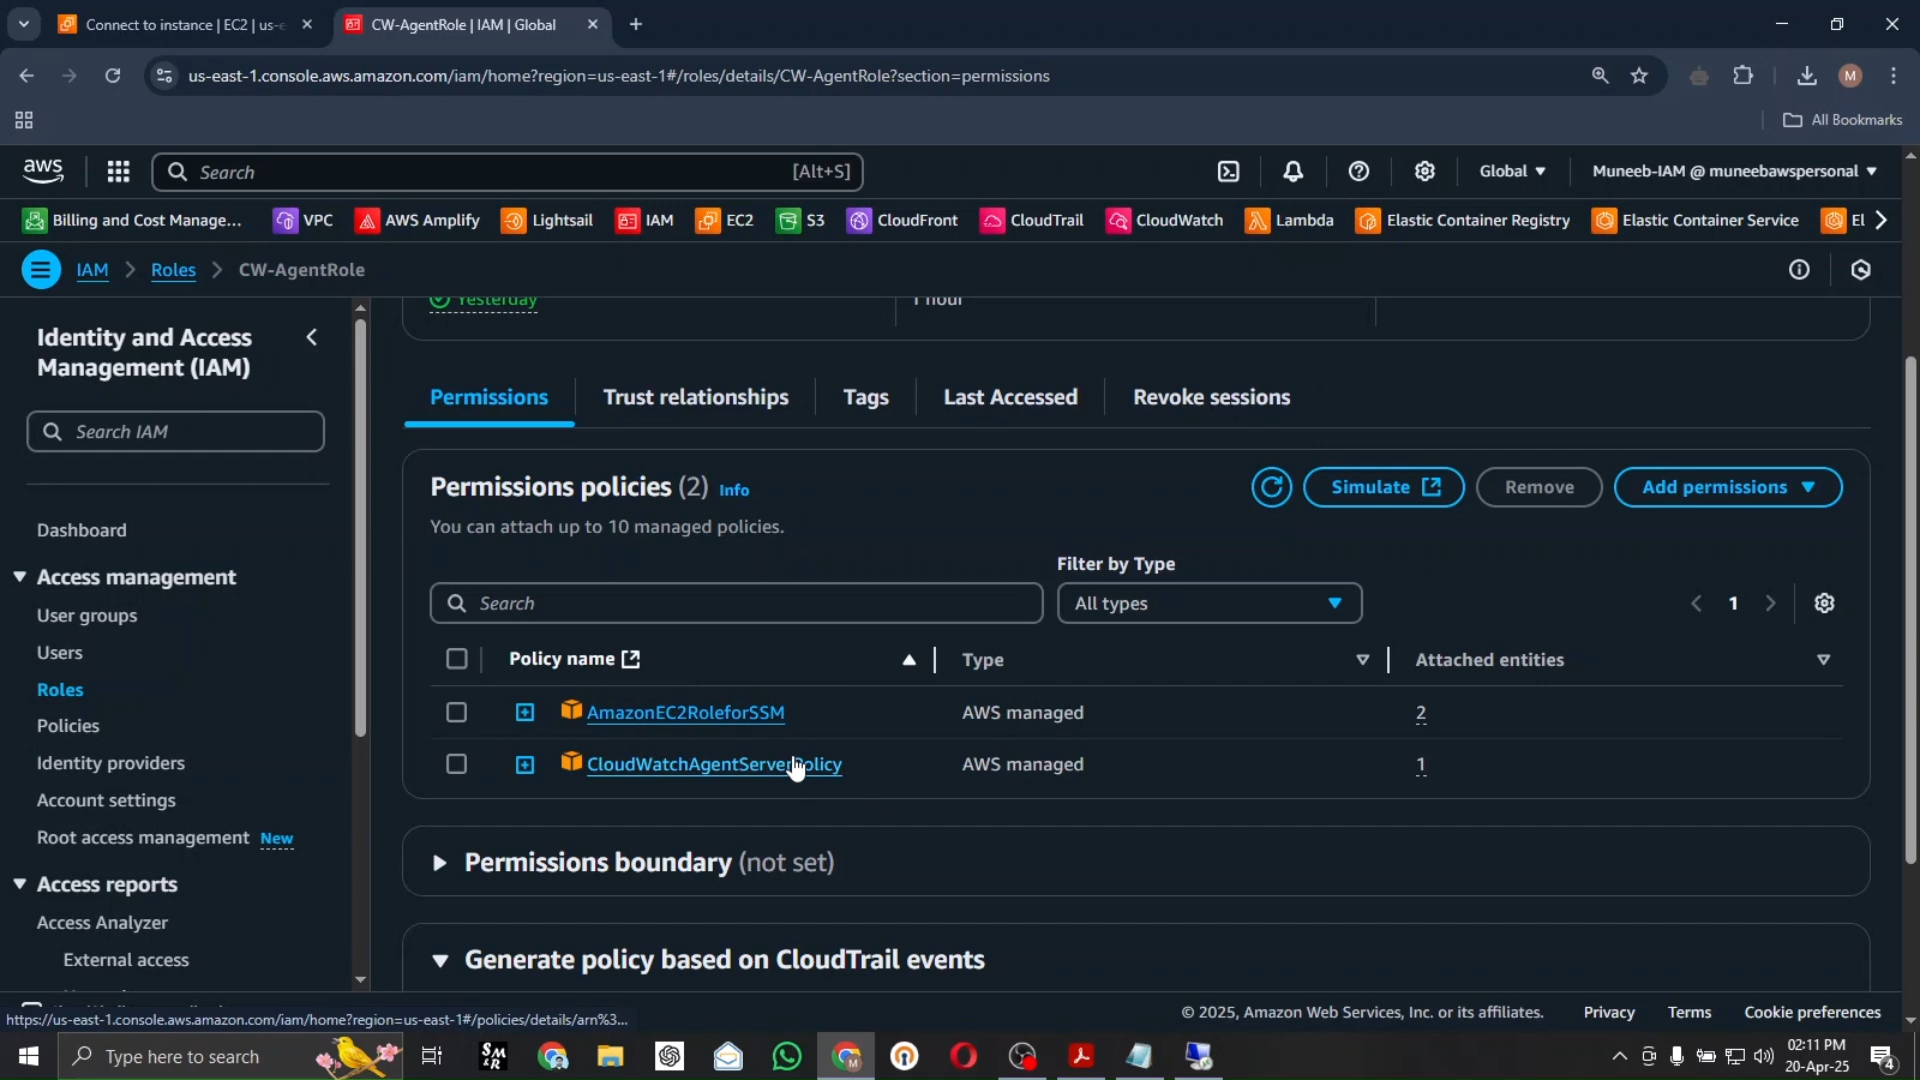 Connect to instance | EC2 | us-e
CW-AgentRole | IAM | Global
us-east-1.console.aws.amazon.com/iam/home?region=us-east-1#/roles/details/CW-AgentRole?section=permissions
M
All Bookmarks
aws
Search
[Alt+S]
Global
Muneeb-IAM @ muneebawspersonal
Billing and Cost Manage...
VPC
AWS Amplify
Lightsail
IAM
EC2
S3
CloudFront
CloudTrail
CloudWatch
Lambda
Elastic Container Registry
Elastic Container Service
El
IAM
Roles
CW-AgentRole
Yesterday
1 hour
Identity and Access
Management (IAM)
Search IAM
Dashboard
Access management
User groups
Users
Roles
Policies
Identity providers
Account settings
Root access management New
Access reports
Access Analyzer
External access
Permissions
Trust relationships
Tags
Last Accessed
Revoke sessions
Permissions policies (2) Info
Simulate
Remove
Add permissions
You can attach up to 10 managed policies.
Filter by Type
Search
All types
1
Policy name
Type
Attached entities
AmazonEC2RoleforSSM
AWS managed
2
CloudWatchAgentServerPolicy
AWS managed
1
Permissions boundary (not set)
Generate policy based on CloudTrail events
https://us-east-1.console.aws.amazon.com/iam/home?region=us-east-1#/policies/details/arn%3...
© 2025, Amazon Web Services, Inc. or its affiliates.
Privacy
Terms
Cookie preferences
Type here to search
02:11 PM
20-Apr-25
4